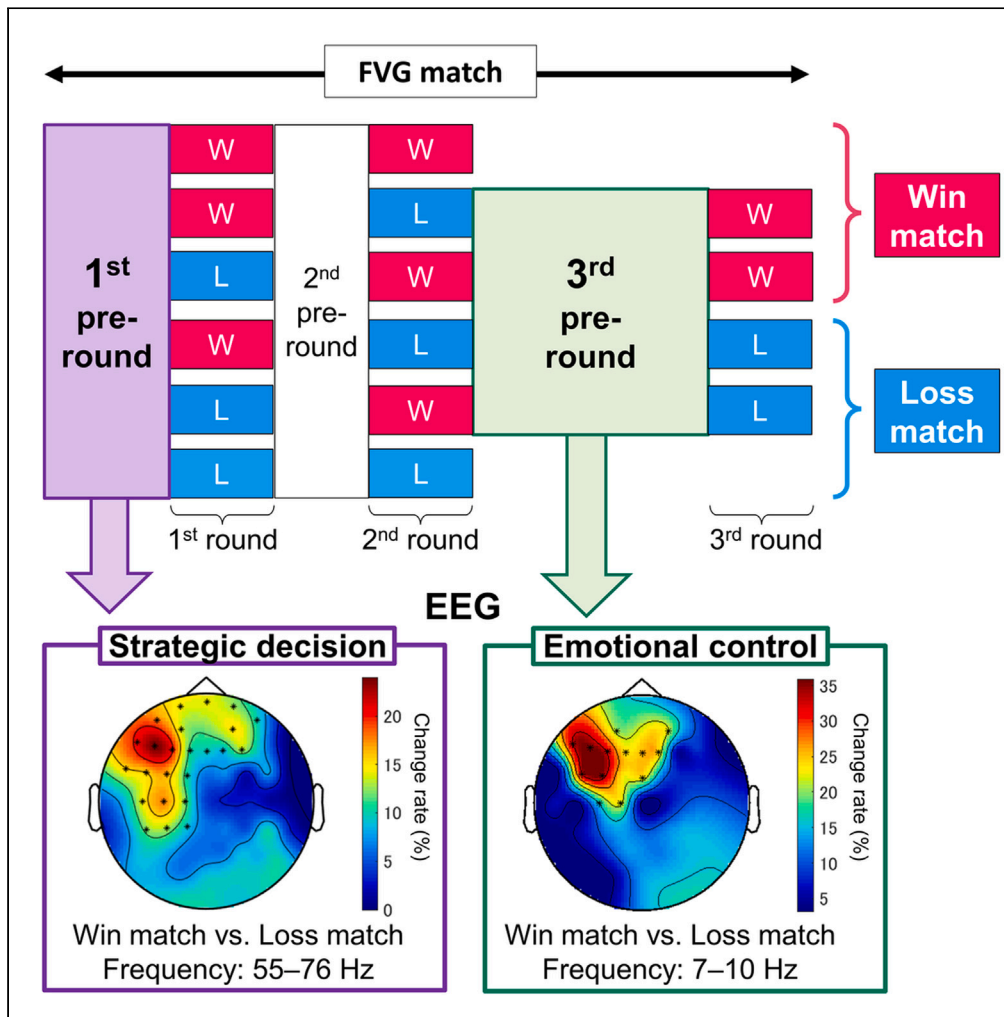 FVG match
W
W
L
W
L
L
1st
pre-
round
2nd
pre-
round
W
L
W
L
W
L
3rd
pre-
round
W
W
L
L
Win
match
Loss
match
1st round
2nd round
3rd round
EEG
Strategic decision
20
15
10
5
0
Change rate (%)
Win match vs. Loss match
Frequency: 55–76 Hz
Emotional control
35
30
25
20
15
10
5
Change rate (%)
Win match vs. Loss match
Frequency: 7–10 Hz